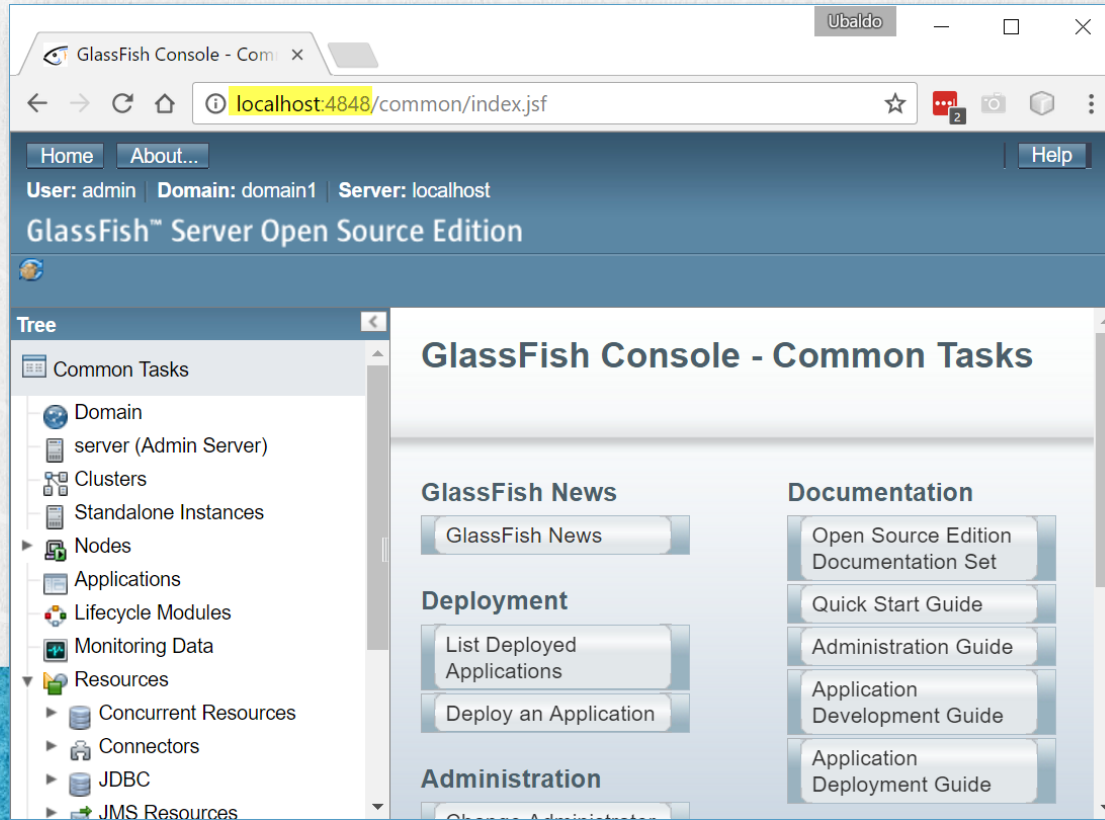 Ubaldo
GlassFish Console - Com
localhost:4848/common/index.jsf
2
Home About... Help
User: admin Domain: domain1 Server: localhost
GlassFish™ Server Open Source Edition
Tree
Common Tasks
Domain
server (Admin Server)
Clusters
Standalone Instances
Nodes
Applications
Lifecycle Modules
Monitoring Data
Resources
Concurrent Resources
Connectors
JDBC
JMS Resources
GlassFish Console - Common Tasks
GlassFish News
GlassFish News
Deployment
List Deployed
Applications
Deploy an Application
Administration
Change Administrator
Documentation
Open Source Edition
Documentation Set
Quick Start Guide
Administration Guide
Application
Development Guide
Application
Deployment Guide